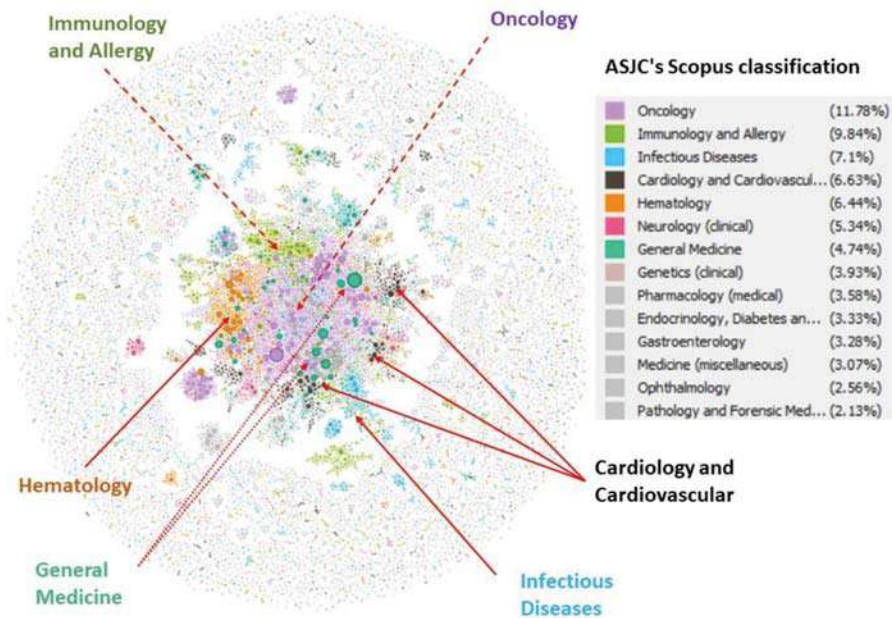 Immunology
and Allergy
Oncology
ASJC's Scopus classification
Oncology (11.78%)
Immunology and Allergy (9.84%)
Infectious Diseases (7.1%)
Cardiology and Cardiovascul... (6.63%)
Hematology (6.44%)
Neurology (clinical) (5.34%)
General Medicine (4.74%)
Genetics (clinical) (3.93%)
Pharmacology (medical) (3.58%)
Endocrinology, Diabetes an... (3.33%)
Gastroenterology (3.28%)
Medicine (miscellaneous) (3.07%)
Ophthalmology (2.56%)
Pathology and Forensic Med... (2.13%)
Hematology
Cardiology and
Cardiovascular
General
Medicine
Infectious
Diseases